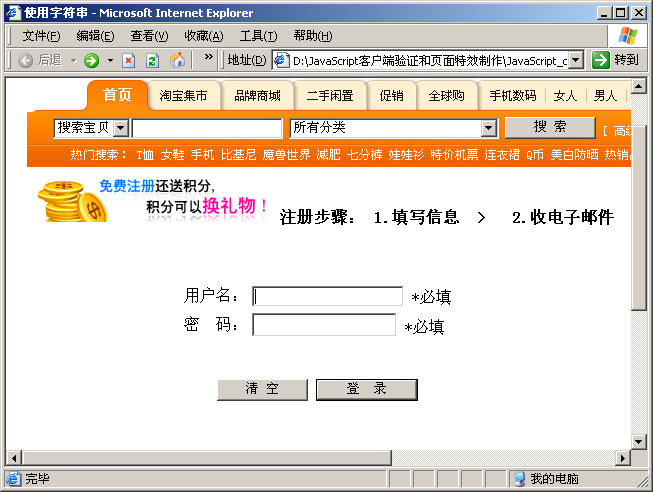 使用字符串 - Microsoft Internet Explorer
文件(F) 编辑(E) 查看(V) 收藏(A) 工具(T) 帮助(H)
后退 » 地址(D) D:\JavaScript客户端验证和页面特效制作\JavaScript_c 转到
首页 淘宝集市 品牌商城 二手闲置 促销 全球购 手机数码 女人 男人
搜索宝贝 所有分类 搜 索 [ 高级
热门搜索： T恤 女鞋 手机 比基尼 魔兽世界 减肥 七分裤 娃娃衫 特价机票 连衣裙 Q币 美白防晒 热销
免费注册还送积分，
积分可以换礼物！ 注册步骤： 1.填写信息 > 2.收电子邮件
用户名： *必填
密 码： *必填
清 空 登 录
完毕 我的电脑